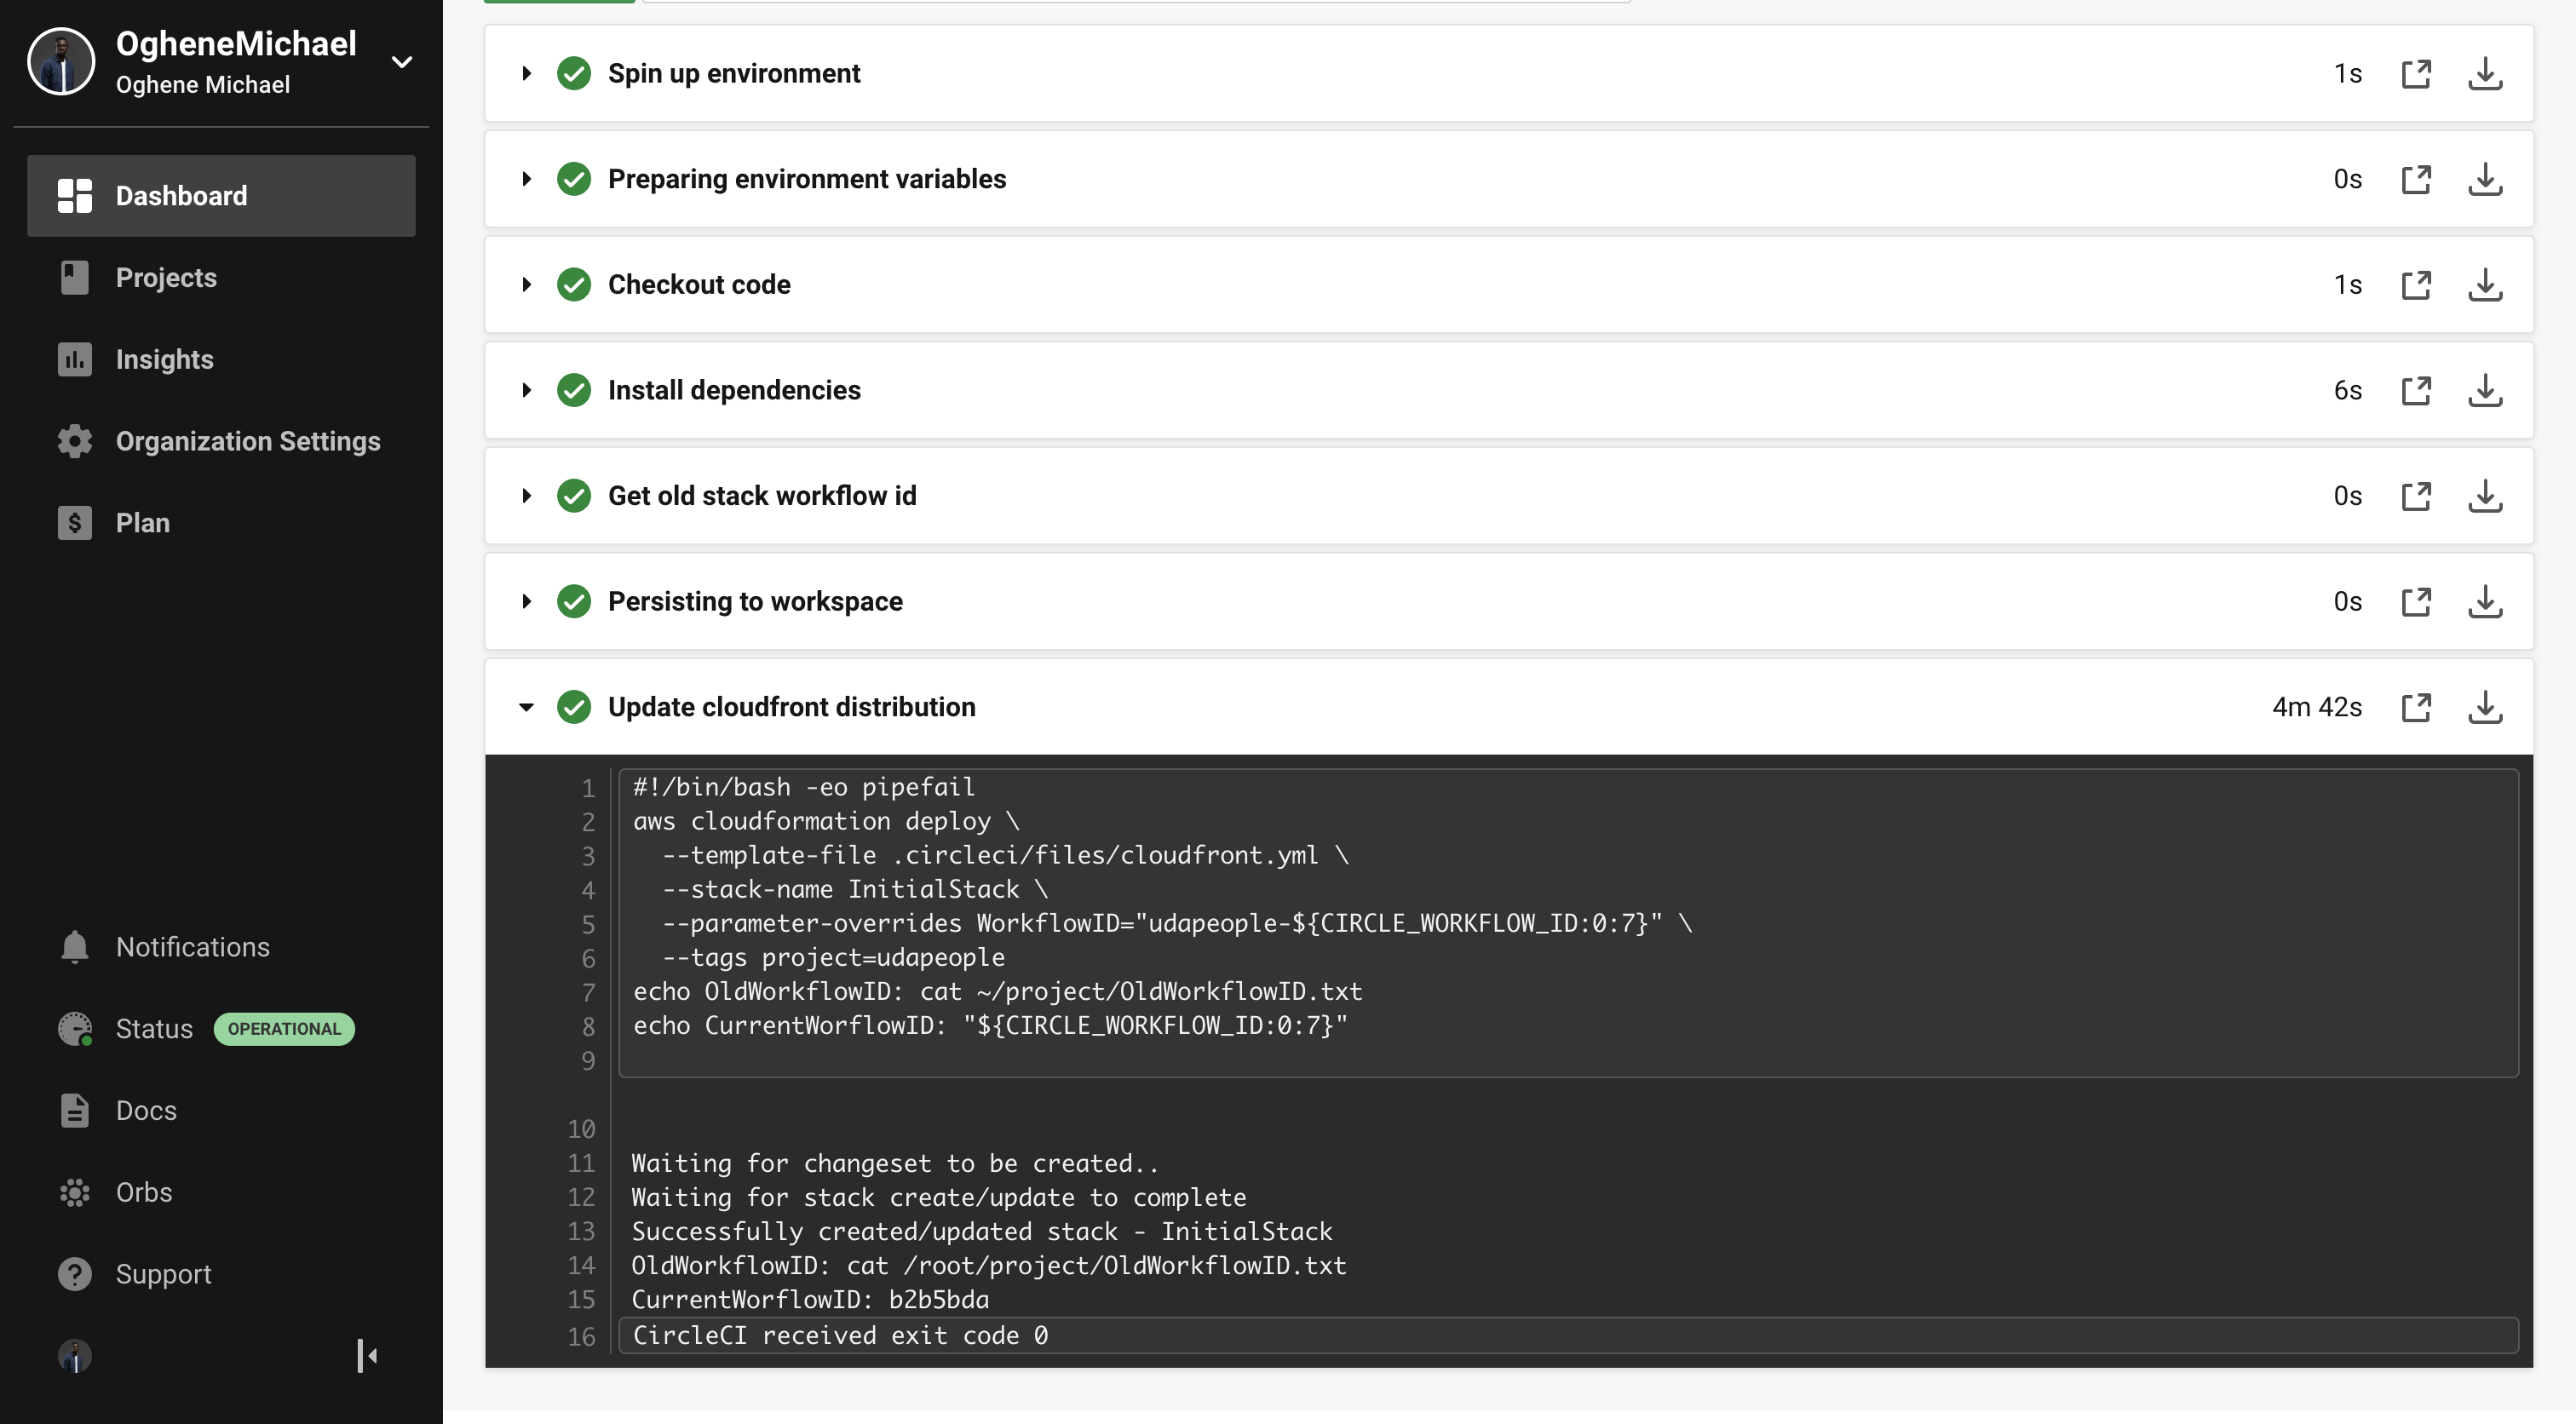 OgheneMichael
Oghene Michael
Dashboard
Projects
Insights
Organization Settings
Plan
Notifications
Status OPERATIONAL
Docs
Orbs
Support
Spin up environment 1s
Preparing environment variables 0s
Checkout code 1s
Install dependencies 6s
Get old stack workflow id 0s
Persisting to workspace 0s
Update cloudfront distribution 4m 42s
1 #!/bin/bash -eo pipefail
2 aws cloudformation deploy \
3 --template-file .circleci/files/cloudfront.yml \
4 --stack-name InitialStack \
5 --parameter-overrides WorkflowID="udapeople-${CIRCLE_WORKFLOW_ID:0:7}" \
6 --tags project=udapeople
7 echo OldWorkflowID: cat ~/project/OldWorkflowID.txt
8 echo CurrentWorflowID: "${CIRCLE_WORKFLOW_ID:0:7}"
9
10
11 Waiting for changeset to be created..
12 Waiting for stack create/update to complete
13 Successfully created/updated stack - InitialStack
14 OldWorkflowID: cat /root/project/OldWorkflowID.txt
15 CurrentWorflowID: b2b5bda
16 CircleCI received exit code 0